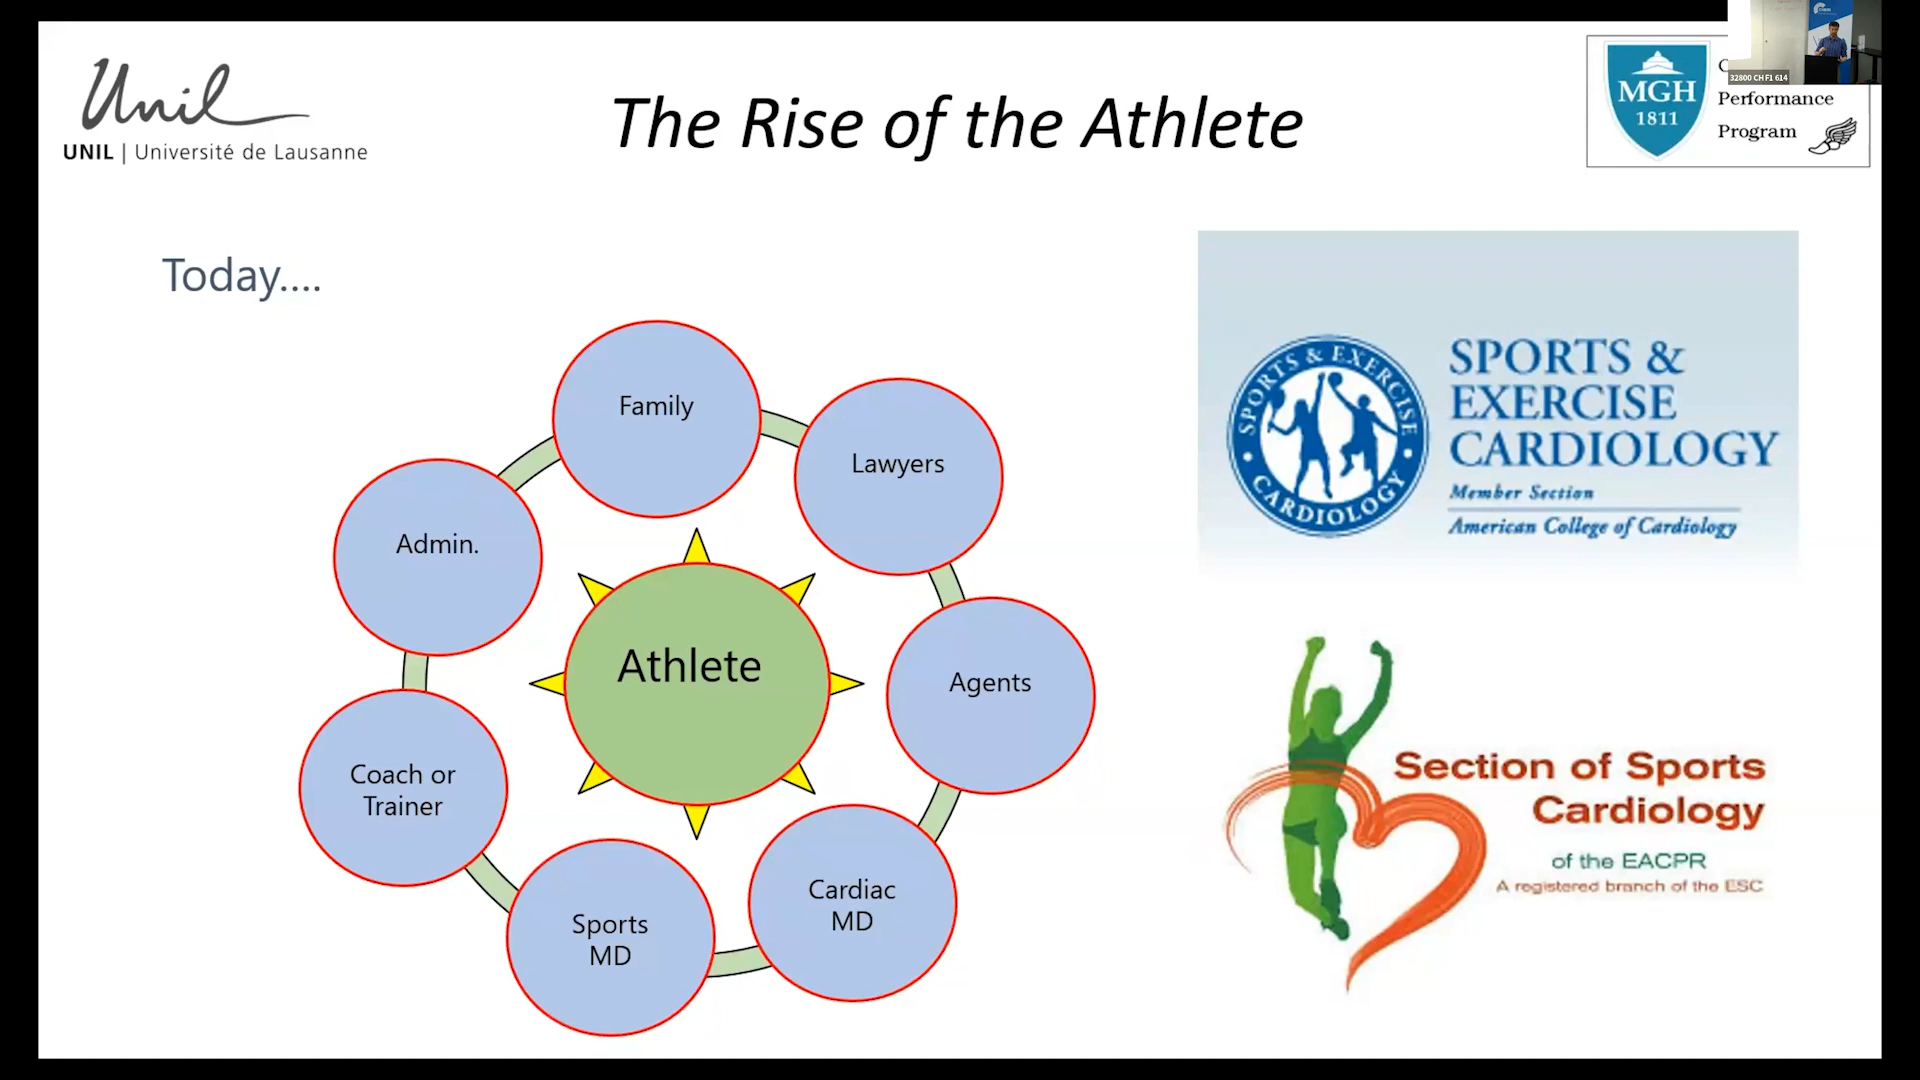 Unil
UNIL | Université de Lausanne
The Rise of the Athlete
MGH
1811
Performance
Program
32800 CH F1 614
Today....
Family
Lawyers
Admin.
Athlete
Agents
Coach or
Trainer
Cardiac
MD
Sports
MD
SPORTS & EXERCISE
CARDIOLOGY
SPORTS &
EXERCISE
CARDIOLOGY
Member Section
American College of Cardiology
Section of Sports
Cardiology
of the EACPR
A registered branch of the ESC